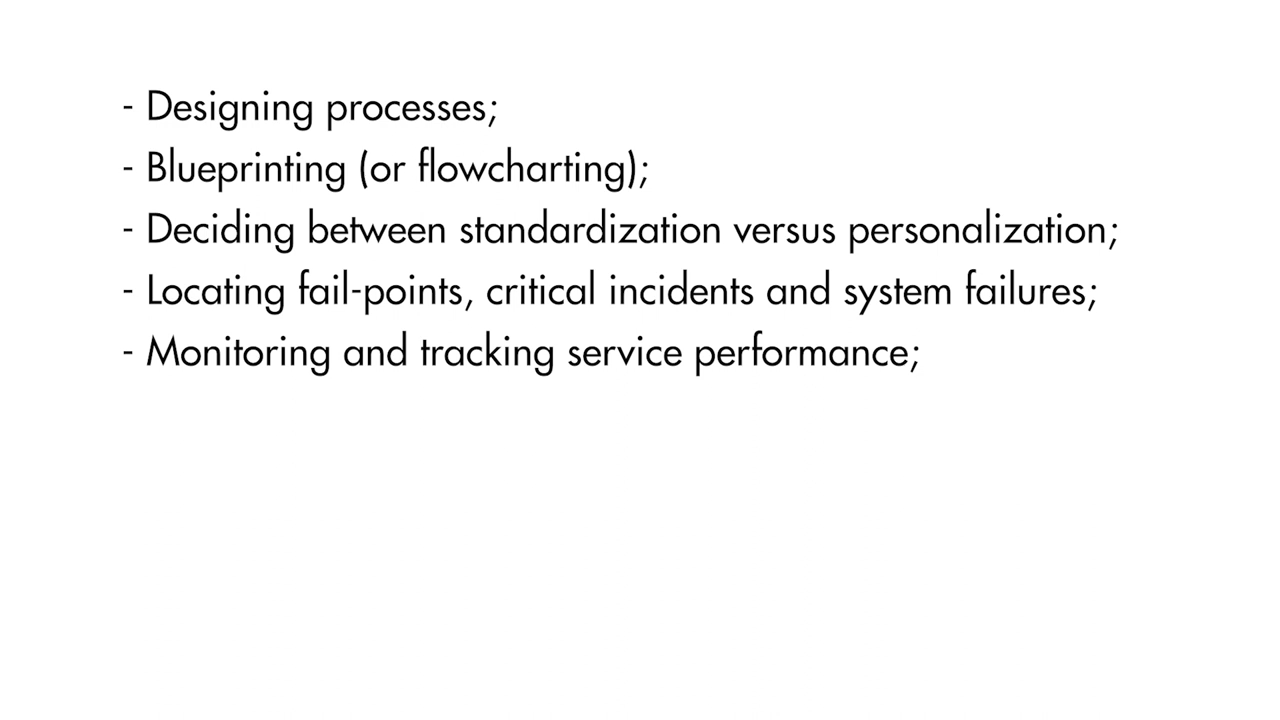 - Designing processes;
- Blueprinting (or flowcharting);
- Deciding between standardization versus personalization;
- Locating fail-points, critical incidents and system failures;
- Monitoring and tracking service performance;